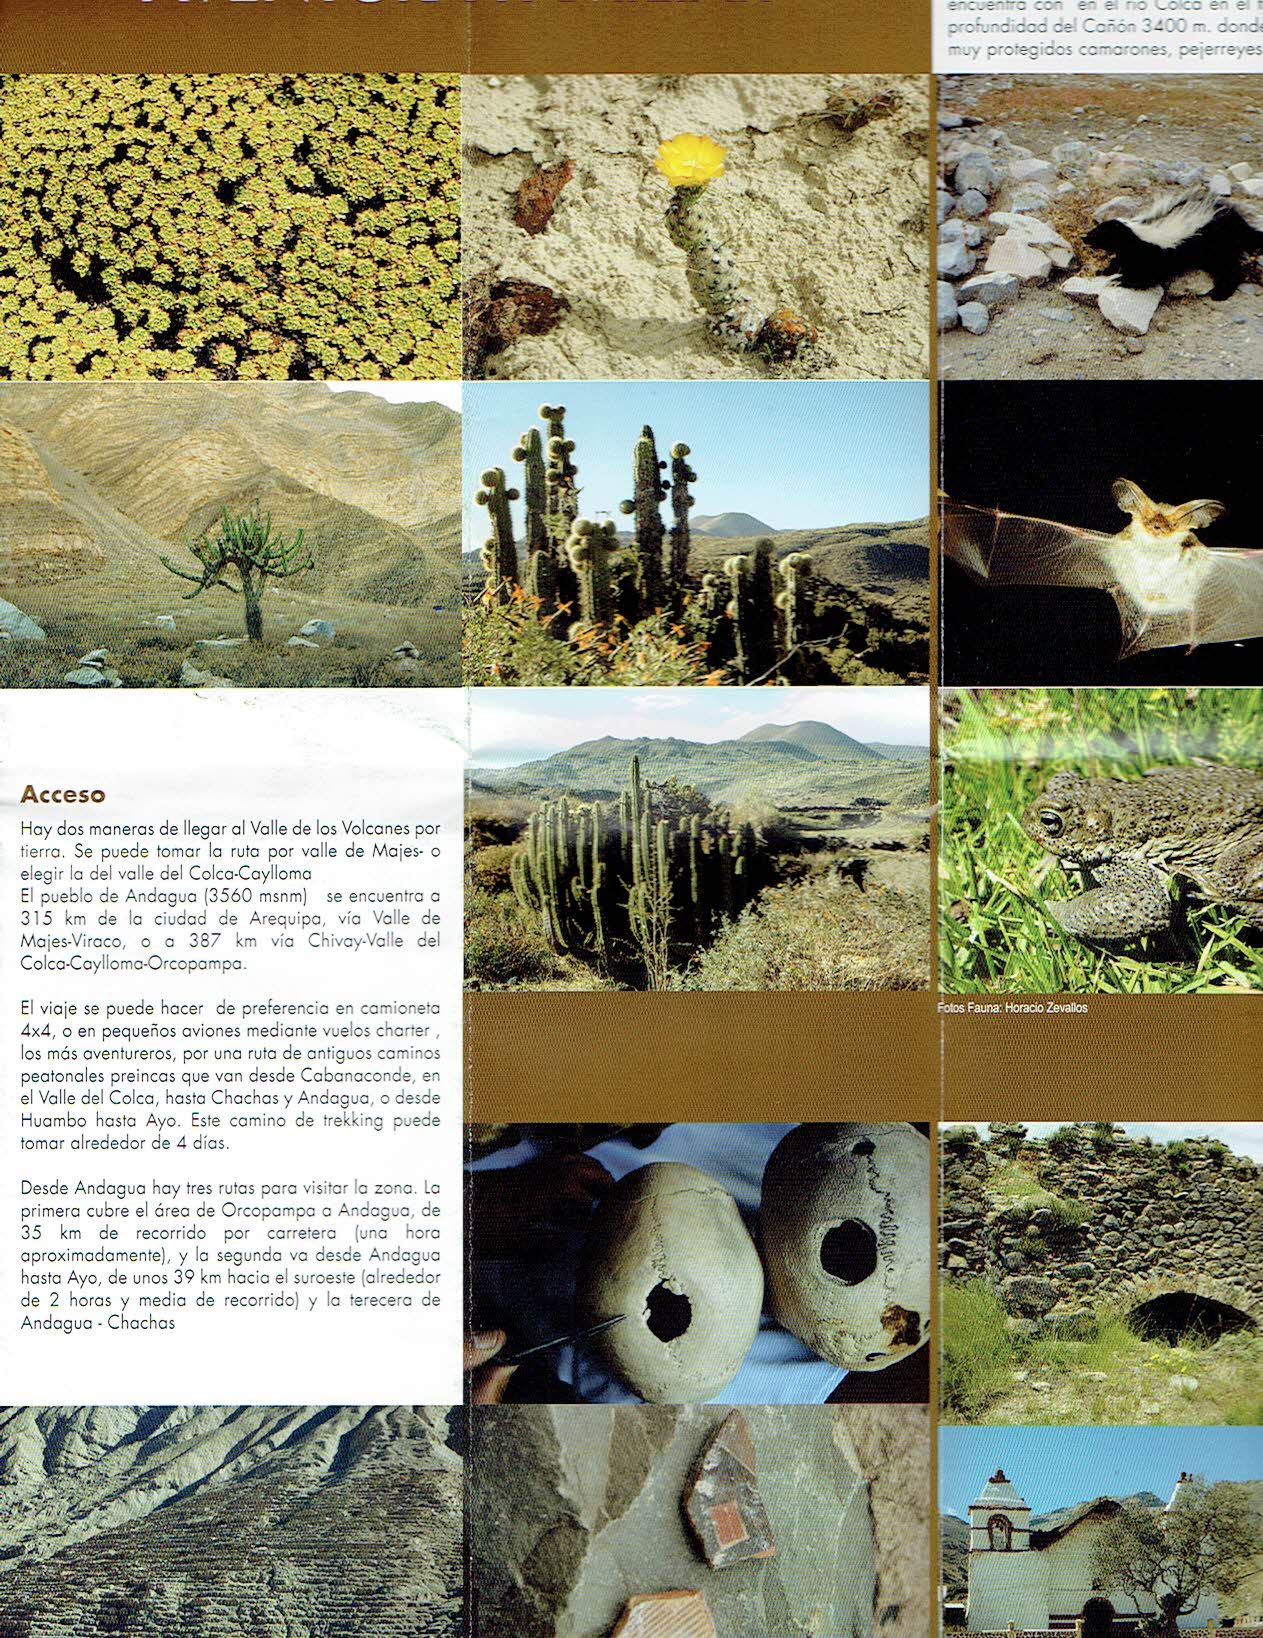 encuentra con en el río Colca en el
profundidad del Cañón 3400 m. donde
muy protegidos camarones, pejerreyes
Acceso
Hay dos maneras de llegar al Valle de los Volcanes por
tierra. Se puede tomar la ruta por valle de Majes- o
elegir la del valle del Colca-Caylloma
El pueblo de Andagua (3560 msnm) se encuentra a
315 km de la ciudad de Arequipa, vía Valle de
Majes-Viraco, o a 387 km vía Chivay-Valle del
Colca-Caylloma-Orcopampa.
El viaje se puede hacer de preferencia en camioneta
4x4, o en pequeños aviones mediante vuelos charter ,
los más aventureros, por una ruta de antiguos caminos
peatonales preincas que van desde Cabanaconde, en
el Valle del Colca, hasta Chachas y Andagua, o desde
Huambo hasta Ayo. Este camino de trekking puede
tomar alrededor de 4 días.
Desde Andagua hay tres rutas para visitar la zona. La
primera cubre el área de Orcopampa a Andagua, de
35 km de recorrido por carretera (una hora
aproximadamente), y la segunda va desde Andagua
hasta Ayo, de unos 39 km hacia el suroeste (alrededor
de 2 horas y media de recorrido) y la terecera de
Andagua - Chachas
Fotos Fauna: Horacio Zevallos